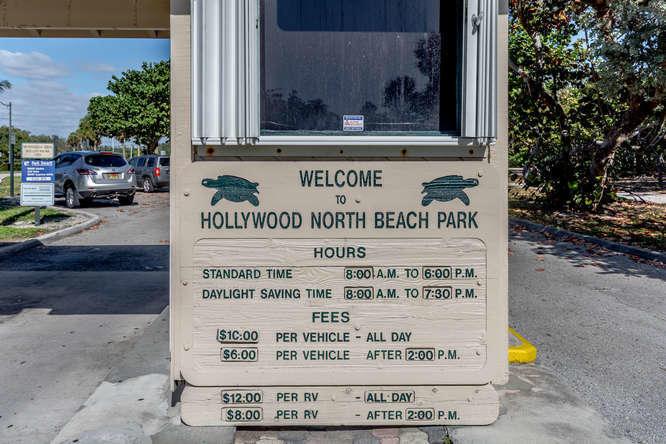 WELCOME
TO
HOLLYWOOD NORTH BEACH PARK
HOURS
STANDARD TIME 8:00 A.M. TO 6:00 P.M.
DAYLIGHT SAVING TIME 8:00 A.M. TO 7:30 P.M.
FEES
$10:00 PER VEHICLE - ALL DAY
$6:00 PER VEHICLE AFTER 2:00 P.M.
$12:00 PER RV - ALL DAY
$8:00 PER RV - AFTER 2:00 P.M.